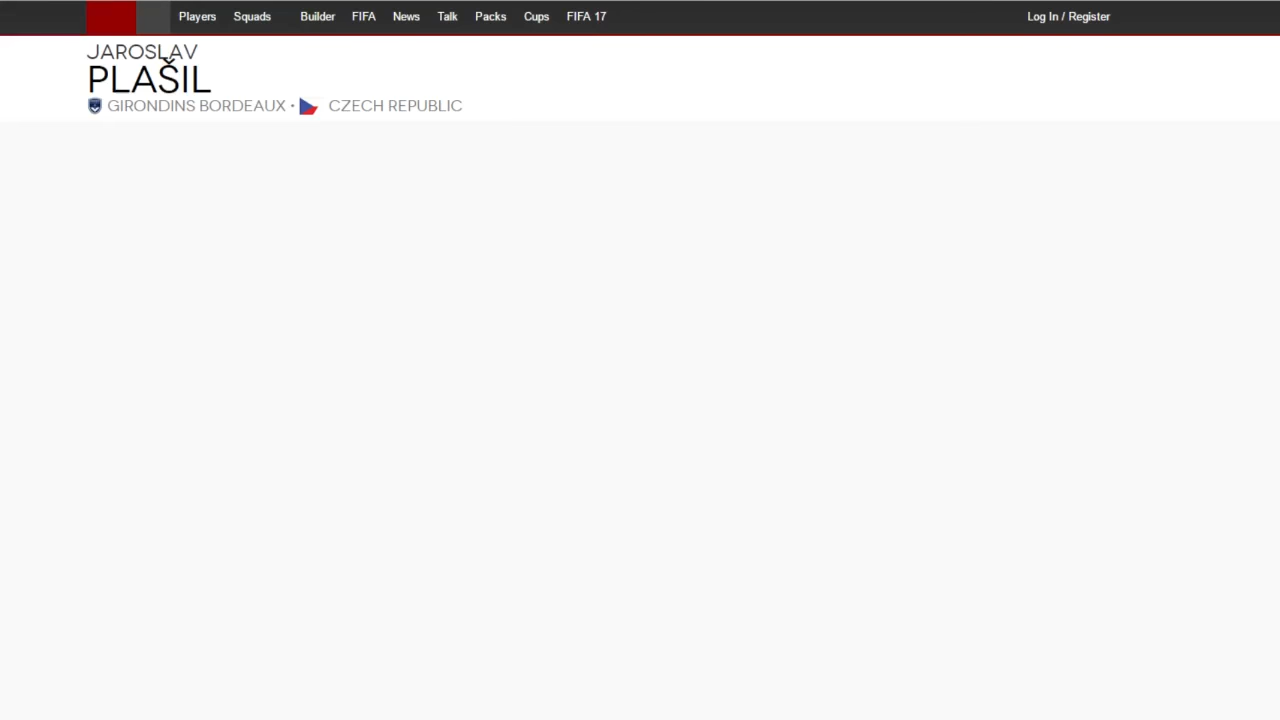 Players Squads Builder FIFA News Talk Packs Cups FIFA 17 Log In / Register
JAROSLAV
PLAŠIL
GIRONDINS BORDEAUX • CZECH REPUBLIC